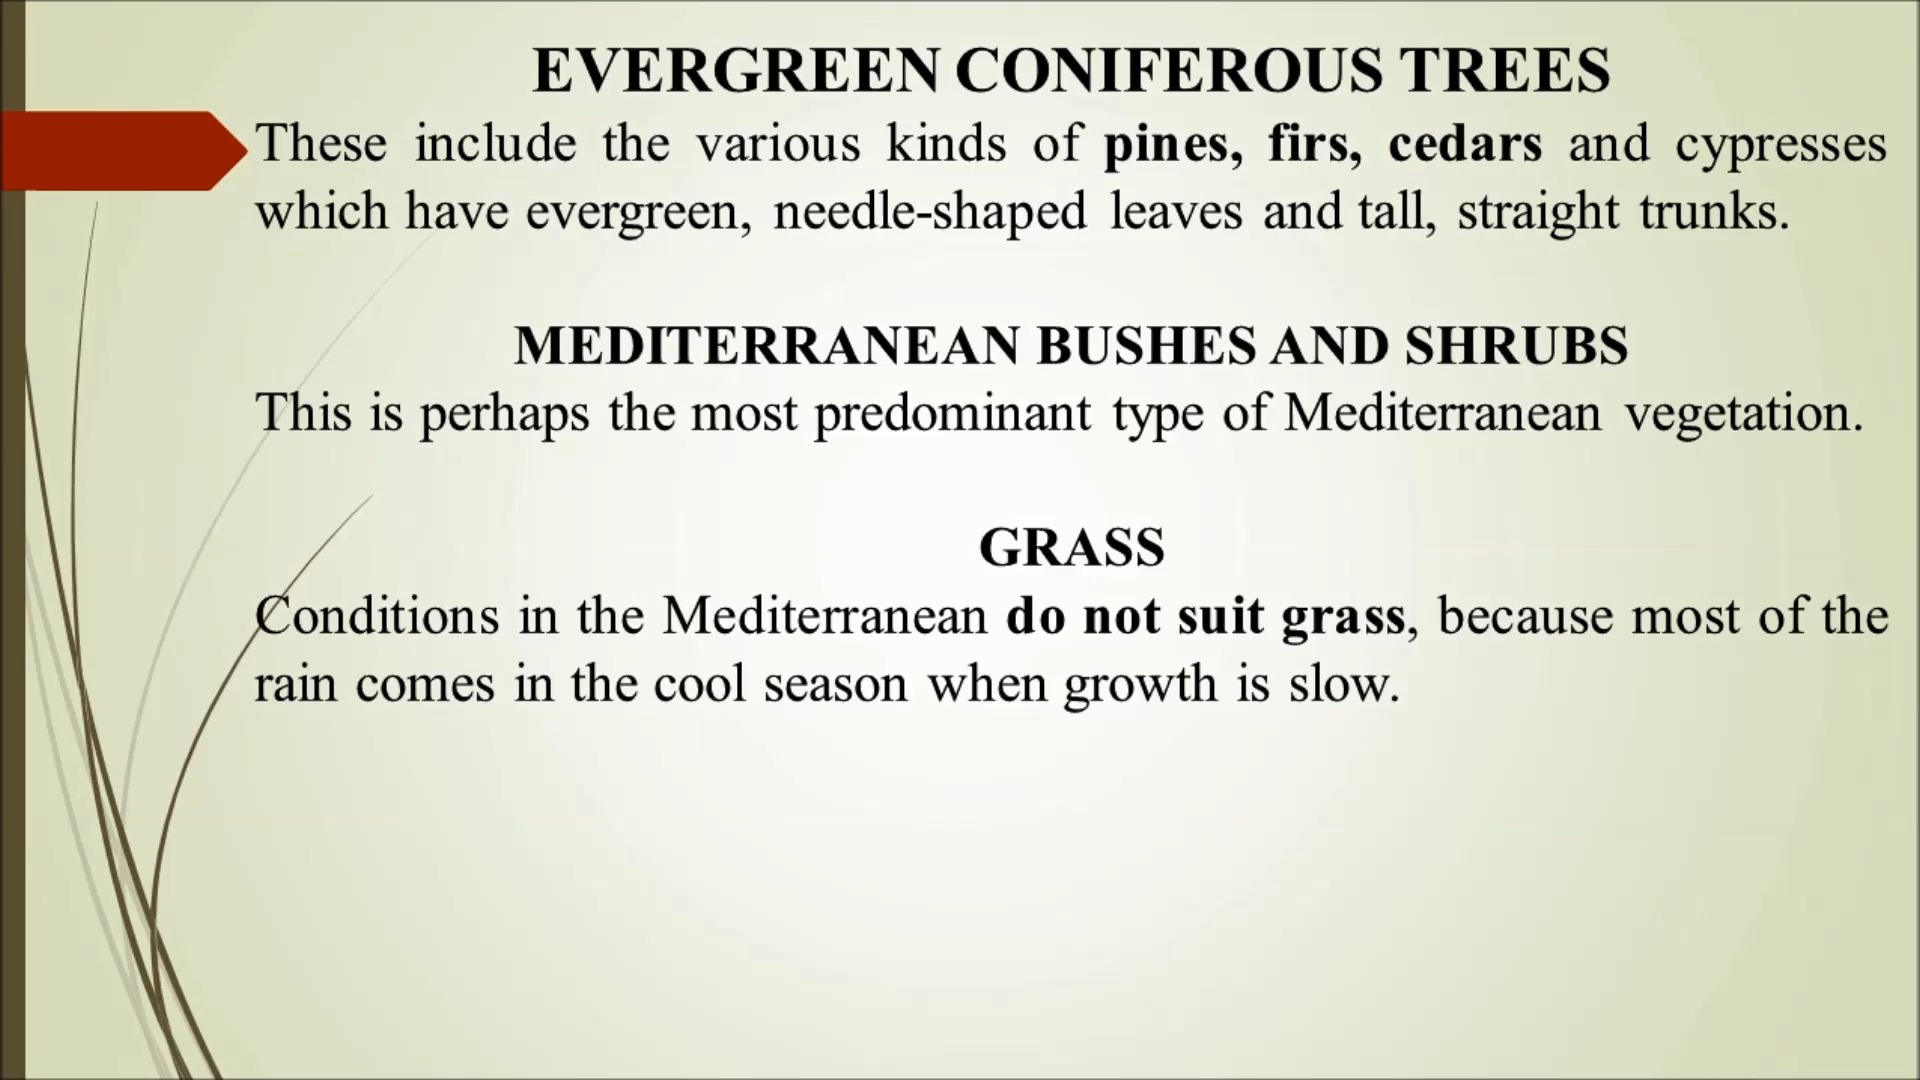 EVERGREEN CONIFEROUS TREES
These include the various kinds of pines, firs, cedars and cypresses
which have evergreen, needle-shaped leaves and tall, straight trunks.
MEDITERRANEAN BUSHES AND SHRUBS
This is perhaps the most predominant type of Mediterranean vegetation.
GRASS
Conditions in the Mediterranean do not suit grass, because most of the
rain comes in the cool season when growth is slow.